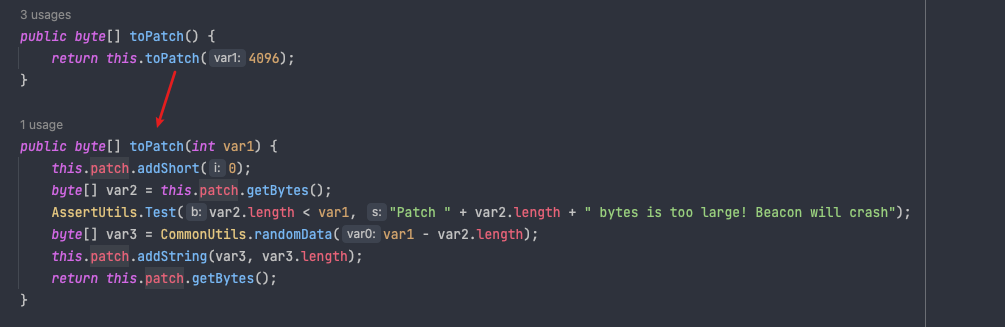 3 usages
public byte[] toPatch() {
return this.toPatch( var1: 4096);
}
1 usage
public byte[] toPatch(int var1) {
this.patch.addShort( i: 0);
byte[] var2 = this.patch.getBytes();
AssertUtils.Test( b: var2.length < var1, s: "Patch " + var2.length + " bytes is too large! Beacon will crash");
byte[] var3 = CommonUtils.randomData( var0: var1 - var2.length);
this.patch.addString(var3, var3.length);
return this.patch.getBytes();
}